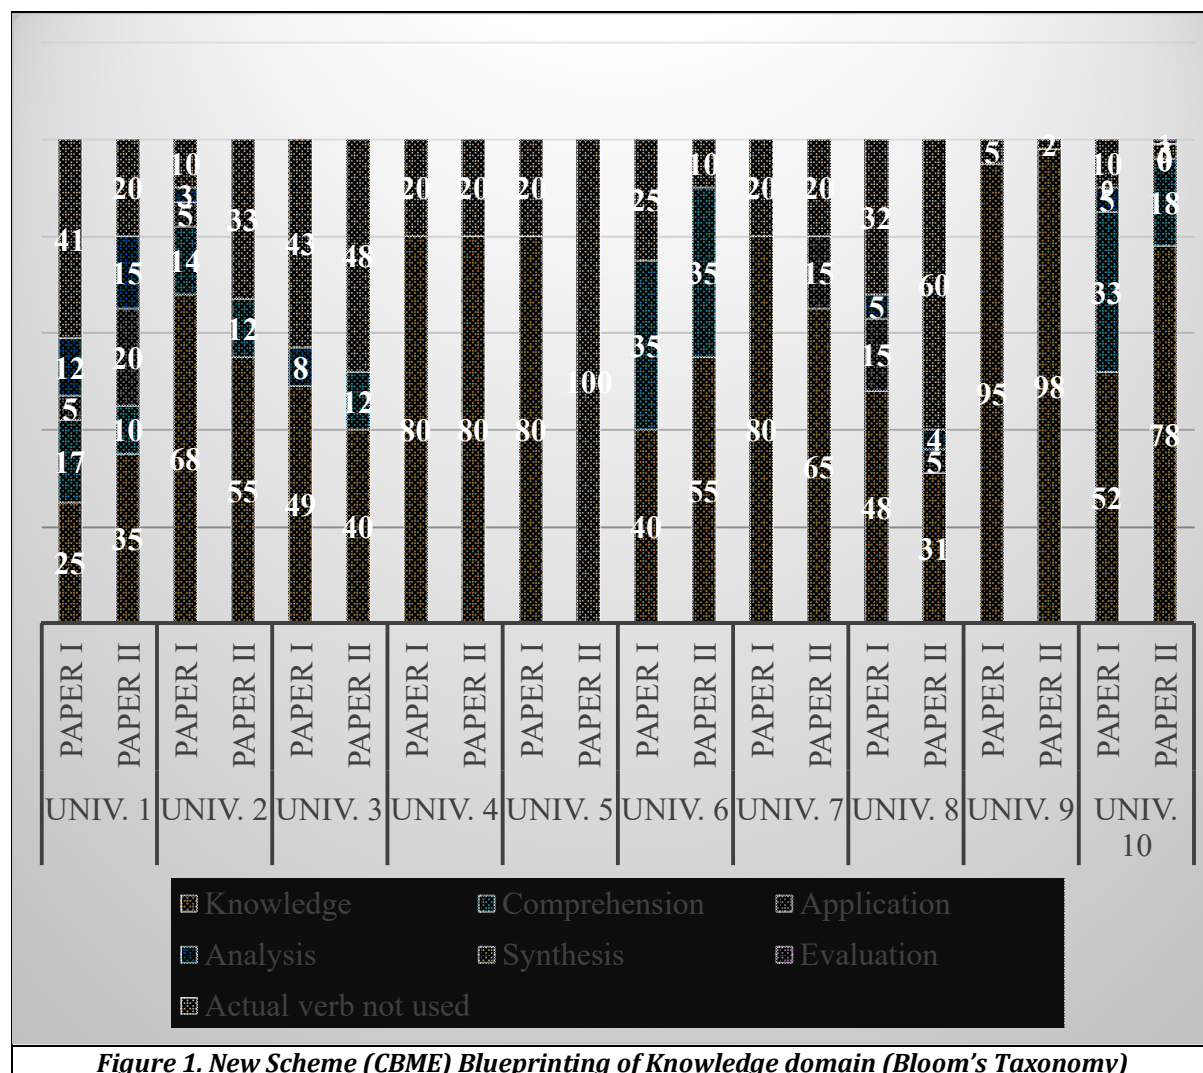 10 20 20 20 10 20 20 5 2 10 0
20 3 5 33 25 32 5 18
41 14 43 48 35 60
15 12 35 33
12 20 8 15 5 100 95 98
5 10 12 80 80 80 80 4 78
17 68 49 65 5
25 35 55 40 40 55 48 31 52
PAPER I PAPER II PAPER I PAPER II PAPER I PAPER II PAPER I PAPER II PAPER I PAPER II PAPER I PAPER II PAPER I PAPER II PAPER I PAPER II PAPER I PAPER II PAPER I PAPER II
UNIV. 1 UNIV. 2 UNIV. 3 UNIV. 4 UNIV. 5 UNIV. 6 UNIV. 7 UNIV. 8 UNIV. 9 UNIV.
10
Knowledge Comprehension Application
Analysis Synthesis Evaluation
Actual verb not used
Figure 1. New Scheme (CBME) Blueprinting of Knowledge domain (Bloom's Taxonomy)